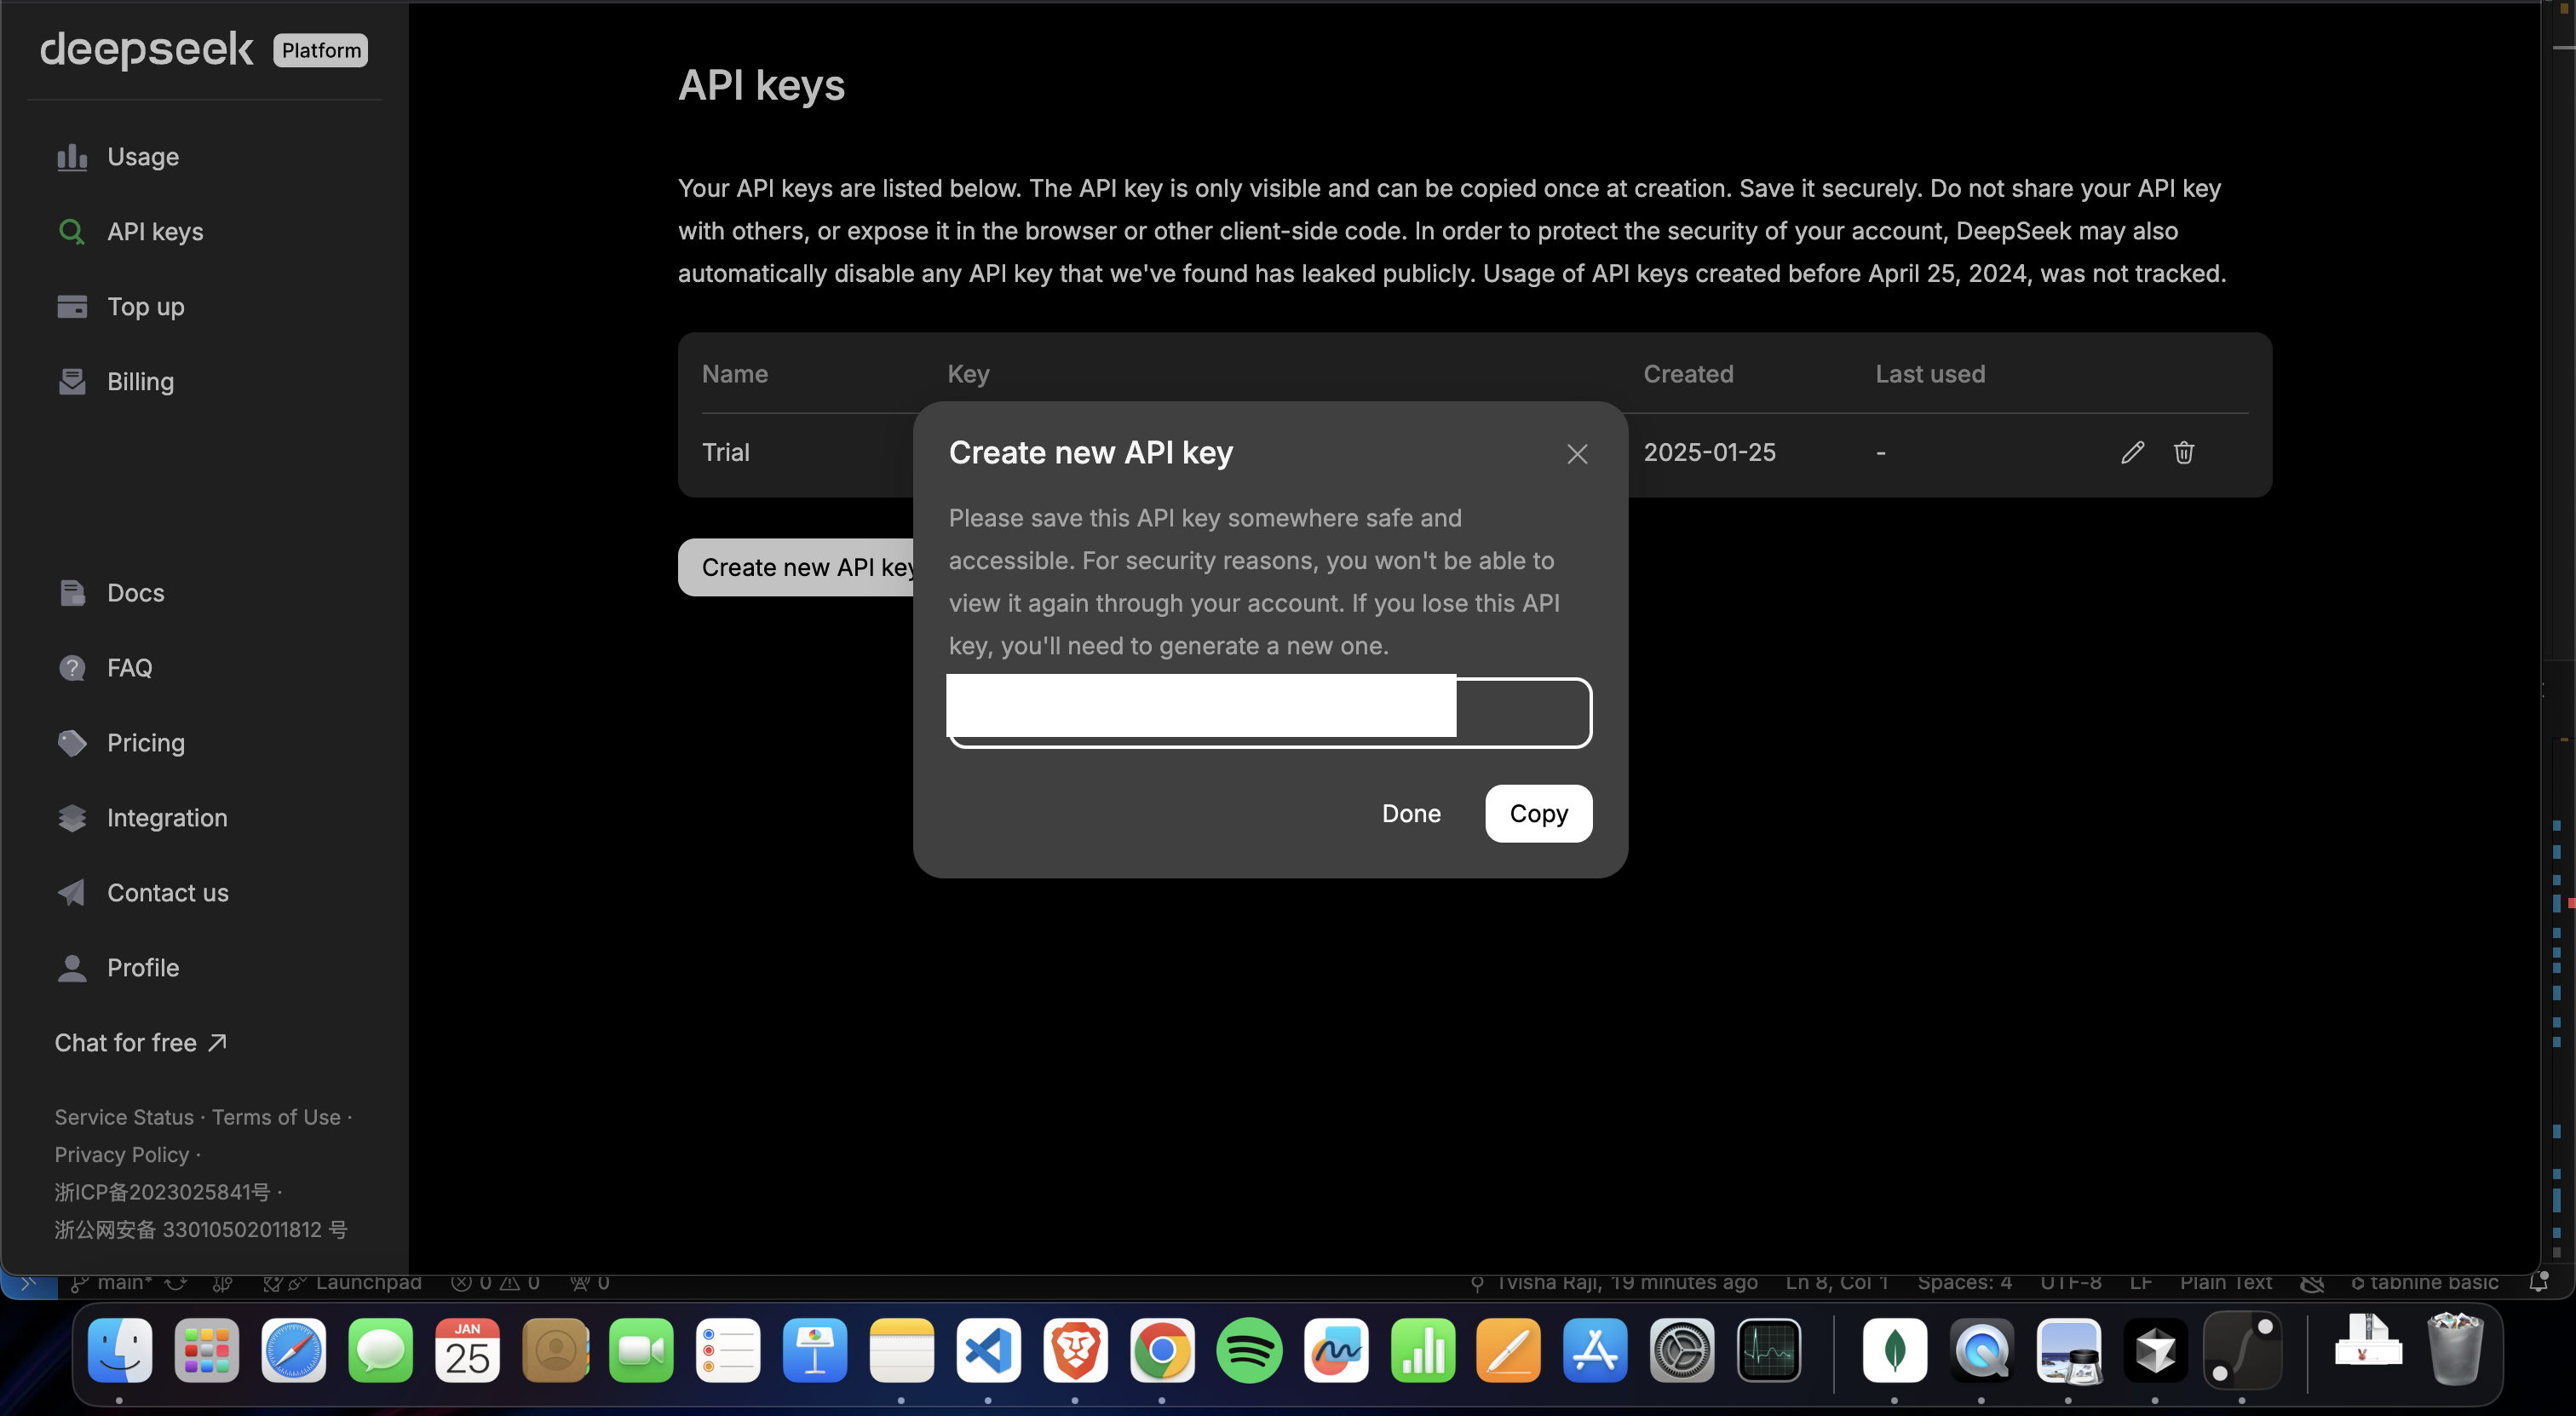 deepseek Platform
Usage
API keys
Top up
Billing
Docs
FAQ
Pricing
Integration
Contact us
Profile
Chat for free
Service Status · Terms of Use ·
Privacy Policy ·
浙ICP备2023025841号 ·
浙公网安备 33010502011812 号
API keys
Your API keys are listed below. The API key is only visible and can be copied once at creation. Save it securely. Do not share your API key
with others, or expose it in the browser or other client-side code. In order to protect the security of your account, DeepSeek may also
automatically disable any API key that we've found has leaked publicly. Usage of API keys created before April 25, 2024, was not tracked.
Name Key Created Last used
Trial 2025-01-25 -
Create new API key
Create new API key
Please save this API key somewhere safe and
accessible. For security reasons, you won't be able to
view it again through your account. If you lose this API
key, you'll need to generate a new one.
Done Copy
main* Launchpad 0 0 0 Tvisha Raji, 19 minutes ago Ln 8, Col 1 Spaces: 4 UTF-8 LF Plain Text tabnine basic
JAN
25